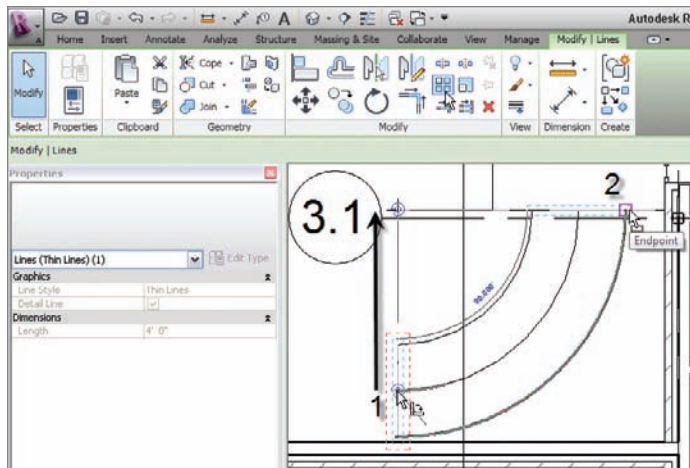 Autodesk R
Home Insert Annotate Analyze Structure Massing & Site Collaborate View Manage Modify | Lines
Modify
Paste
Cope
Cut
Join
Select Properties Clipboard Geometry Modify View Dimension Create
Modify | Lines
Properties
Lines (Thin Lines) (1)
Edit Type
Graphics
Line Style Thin Lines
Detail Line
Dimensions
Length 4' 0"
3.1
2
Endpoint
90.000°
1